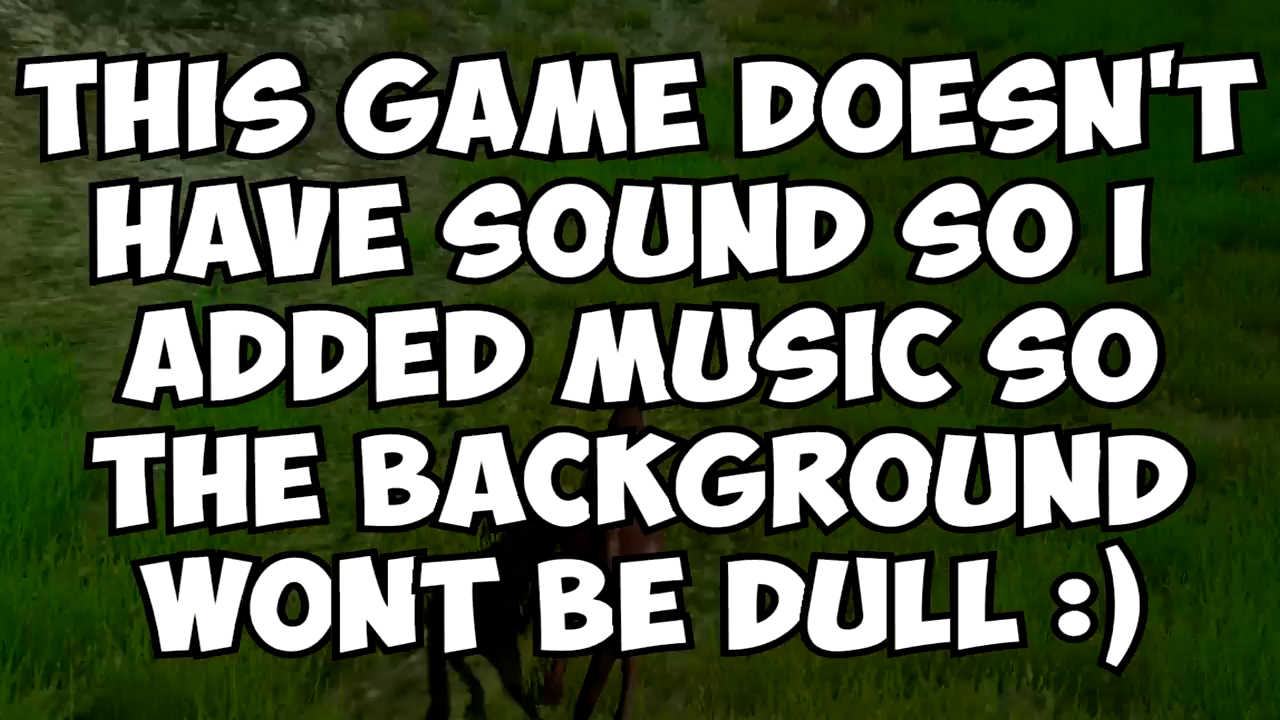 THIS GAME DOESN'T
HAVE SOUND SO I
ADDED MUSIC SO
THE BACKGROUND
WONT BE DULL :)